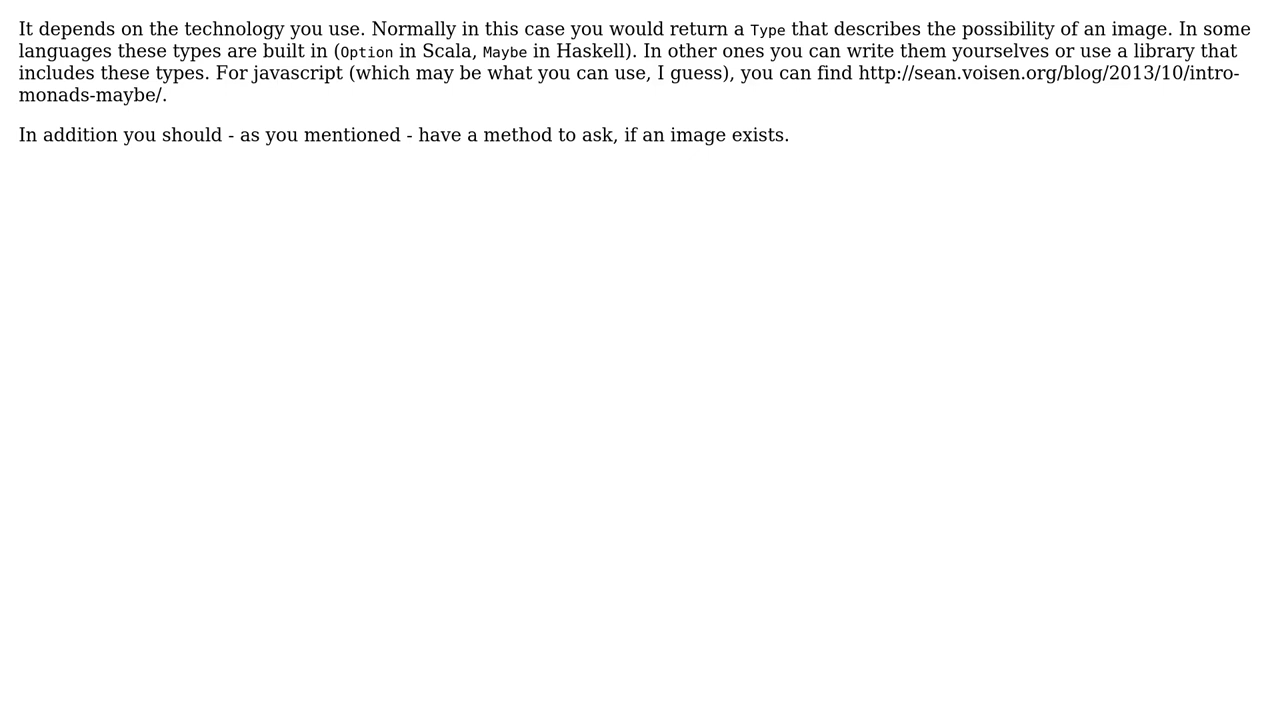 It depends on the technology you use. Normally in this case you would return a Type that describes the possibility of an image. In some
languages these types are built in (Option in Scala, Maybe in Haskell). In other ones you can write them yourselves or use a library that
includes these types. For javascript (which may be what you can use, I guess), you can find http://sean.voisen.org/blog/2013/10/intro-
monads-maybe/.
In addition you should - as you mentioned - have a method to ask, if an image exists.